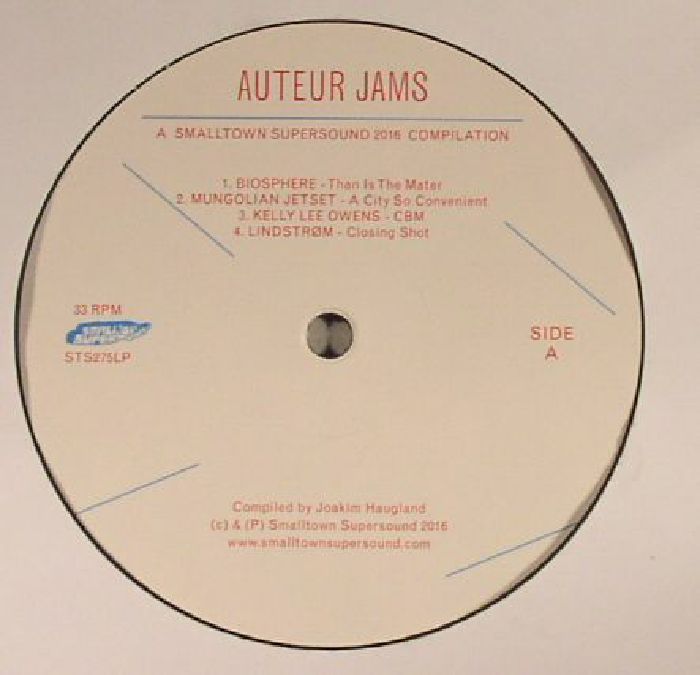 AUTEUR JAMS
A SMALLTOWN SUPERSOUND 2016 COMPILATION
1. BIOSPHERE - Than Is The Mater
2. MUNGOLIAN JETSET - A City So Convenient
3. KELLY LEE OWENS - CBM
4. LINDSTRØM - Closing Shot
33 RPM
STS275LP
SIDE
A
Compiled by Joakim Haugland
(c) & (P) Smalltown Supersound 2016
www.smalltownsupersound.com